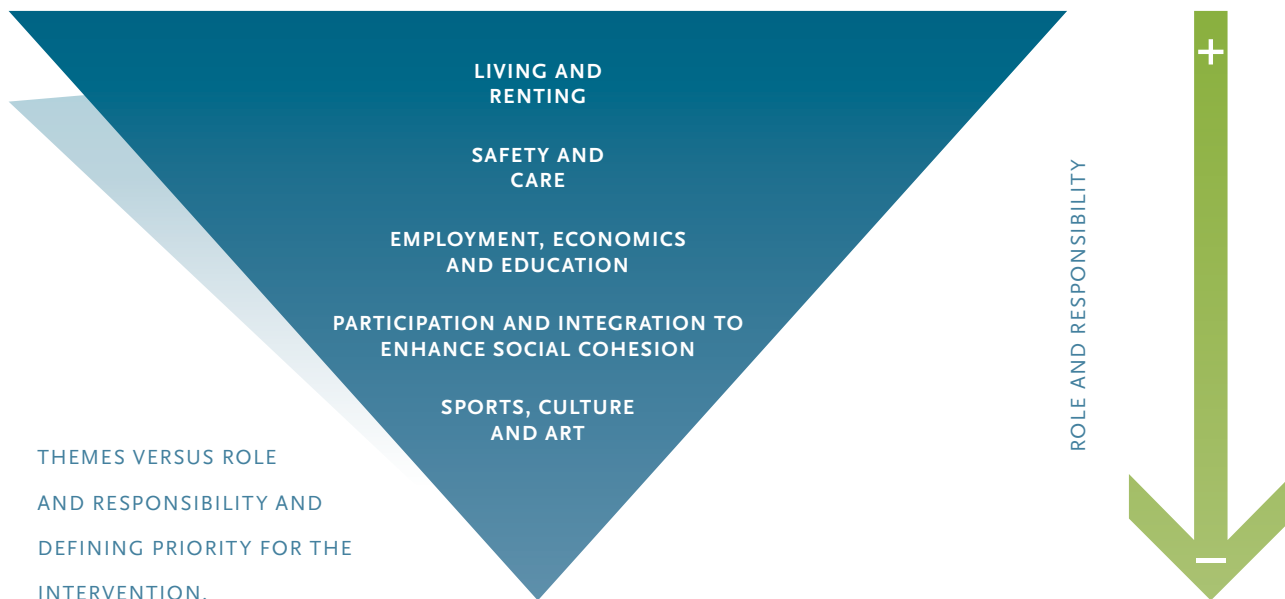 LIVING AND
RENTING
SAFETY AND
CARE
EMPLOYMENT, ECONOMICS
AND EDUCATION
PARTICIPATION AND INTEGRATION TO
ENHANCE SOCIAL COHESION
SPORTS, CULTURE
AND ART
THEMES VERSUS ROLE
AND RESPONSIBILITY AND
DEFINING PRIORITY FOR THE
INTERVENTION.
ROLE AND RESPONSIBILITY
+
–